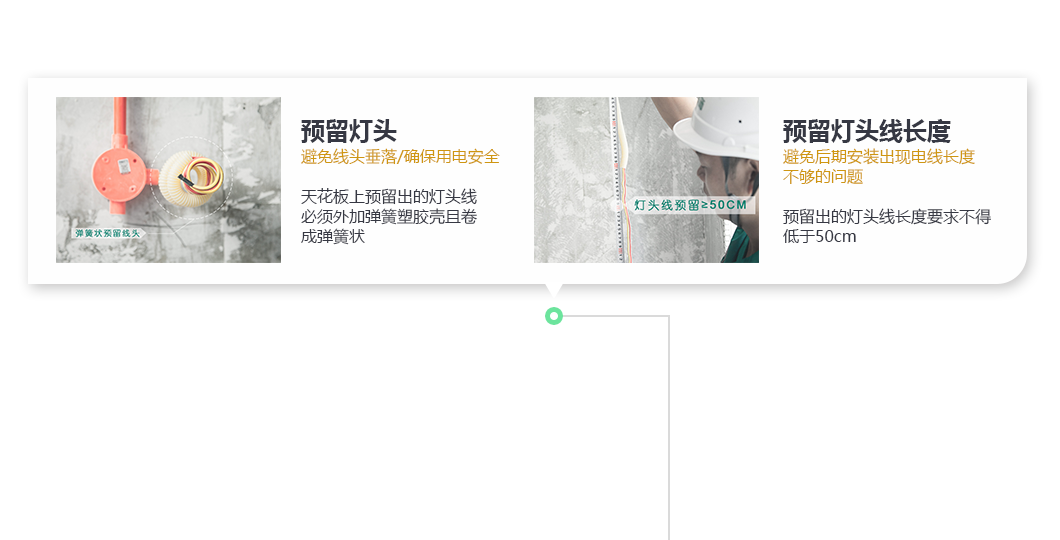 预留灯头
避免线头垂落/确保用电安全
天花板上预留出的灯头线
必须外加弹簧塑胶壳且卷
成弹簧状
弹簧状预留线头
预留灯头线长度
避免后期安装出现电线长度
不够的问题
预留出的灯头线长度要求不得
低于50cm
灯头线预留≥50CM